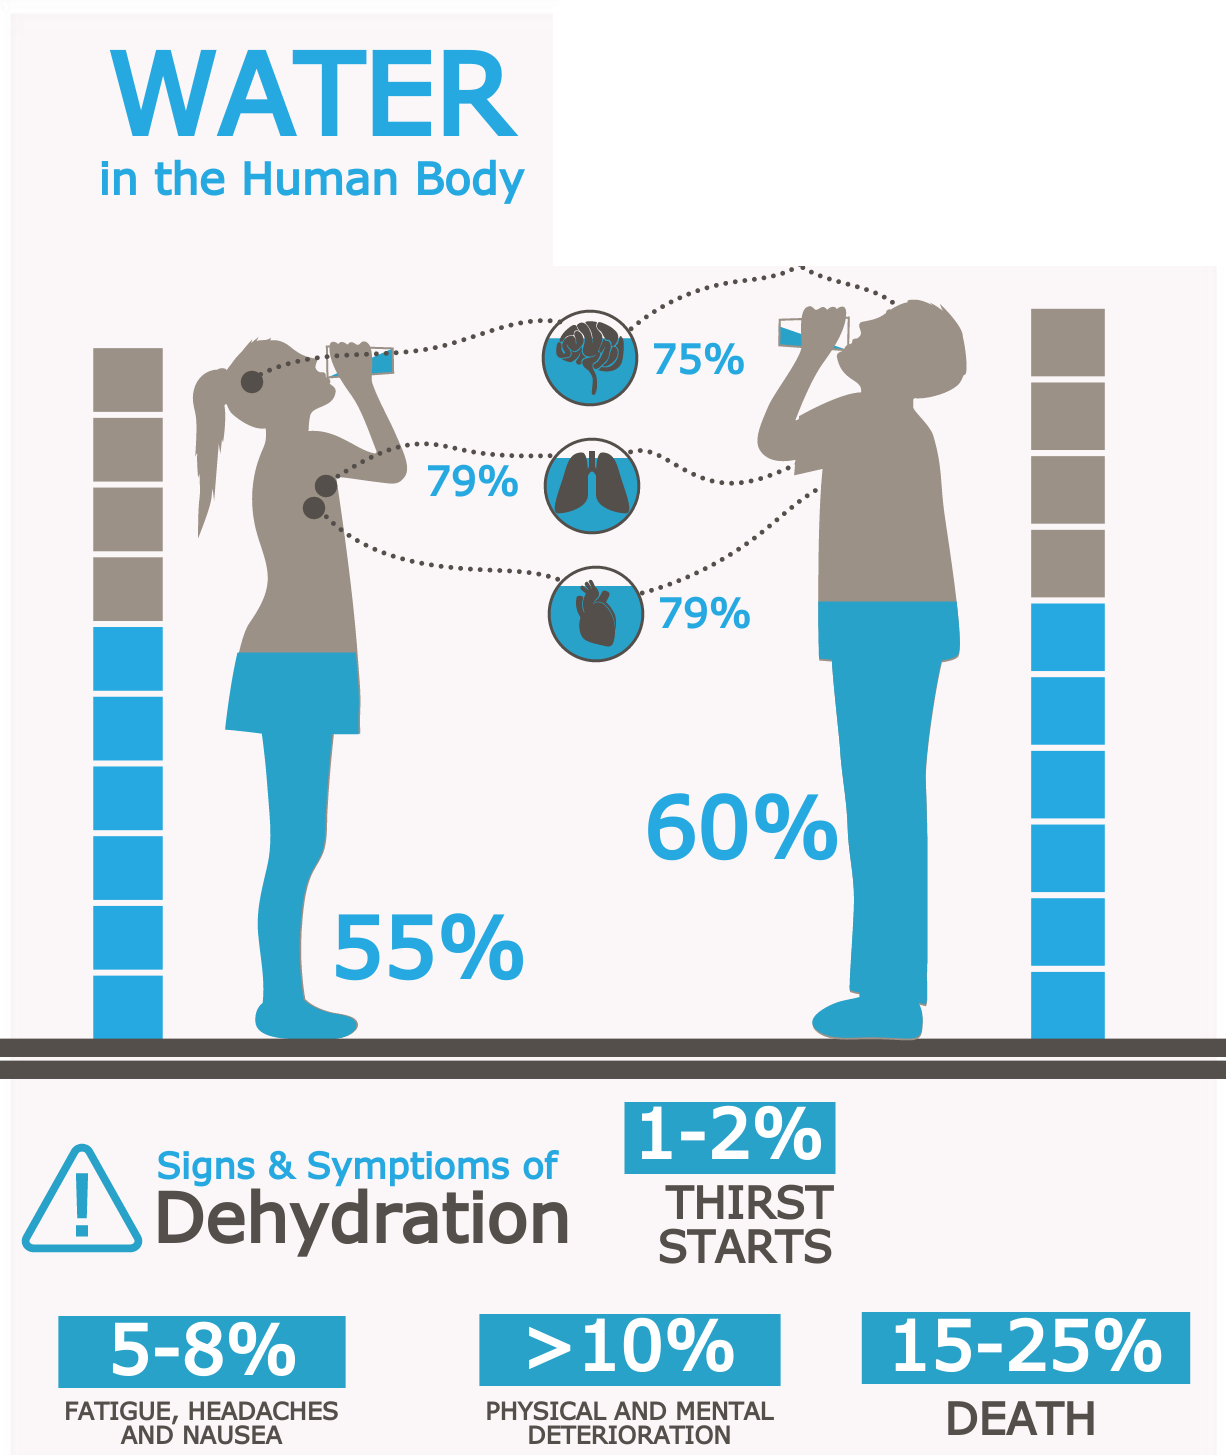 WATER
in the Human Body
75%
79%
79%
60%
55%
!
Signs & Symptioms of
Dehydration
1-2%
THIRST
STARTS
5-8%
FATIGUE, HEADACHES
AND NAUSEA
>10%
PHYSICAL AND MENTAL
DETERIORATION
15-25%
DEATH